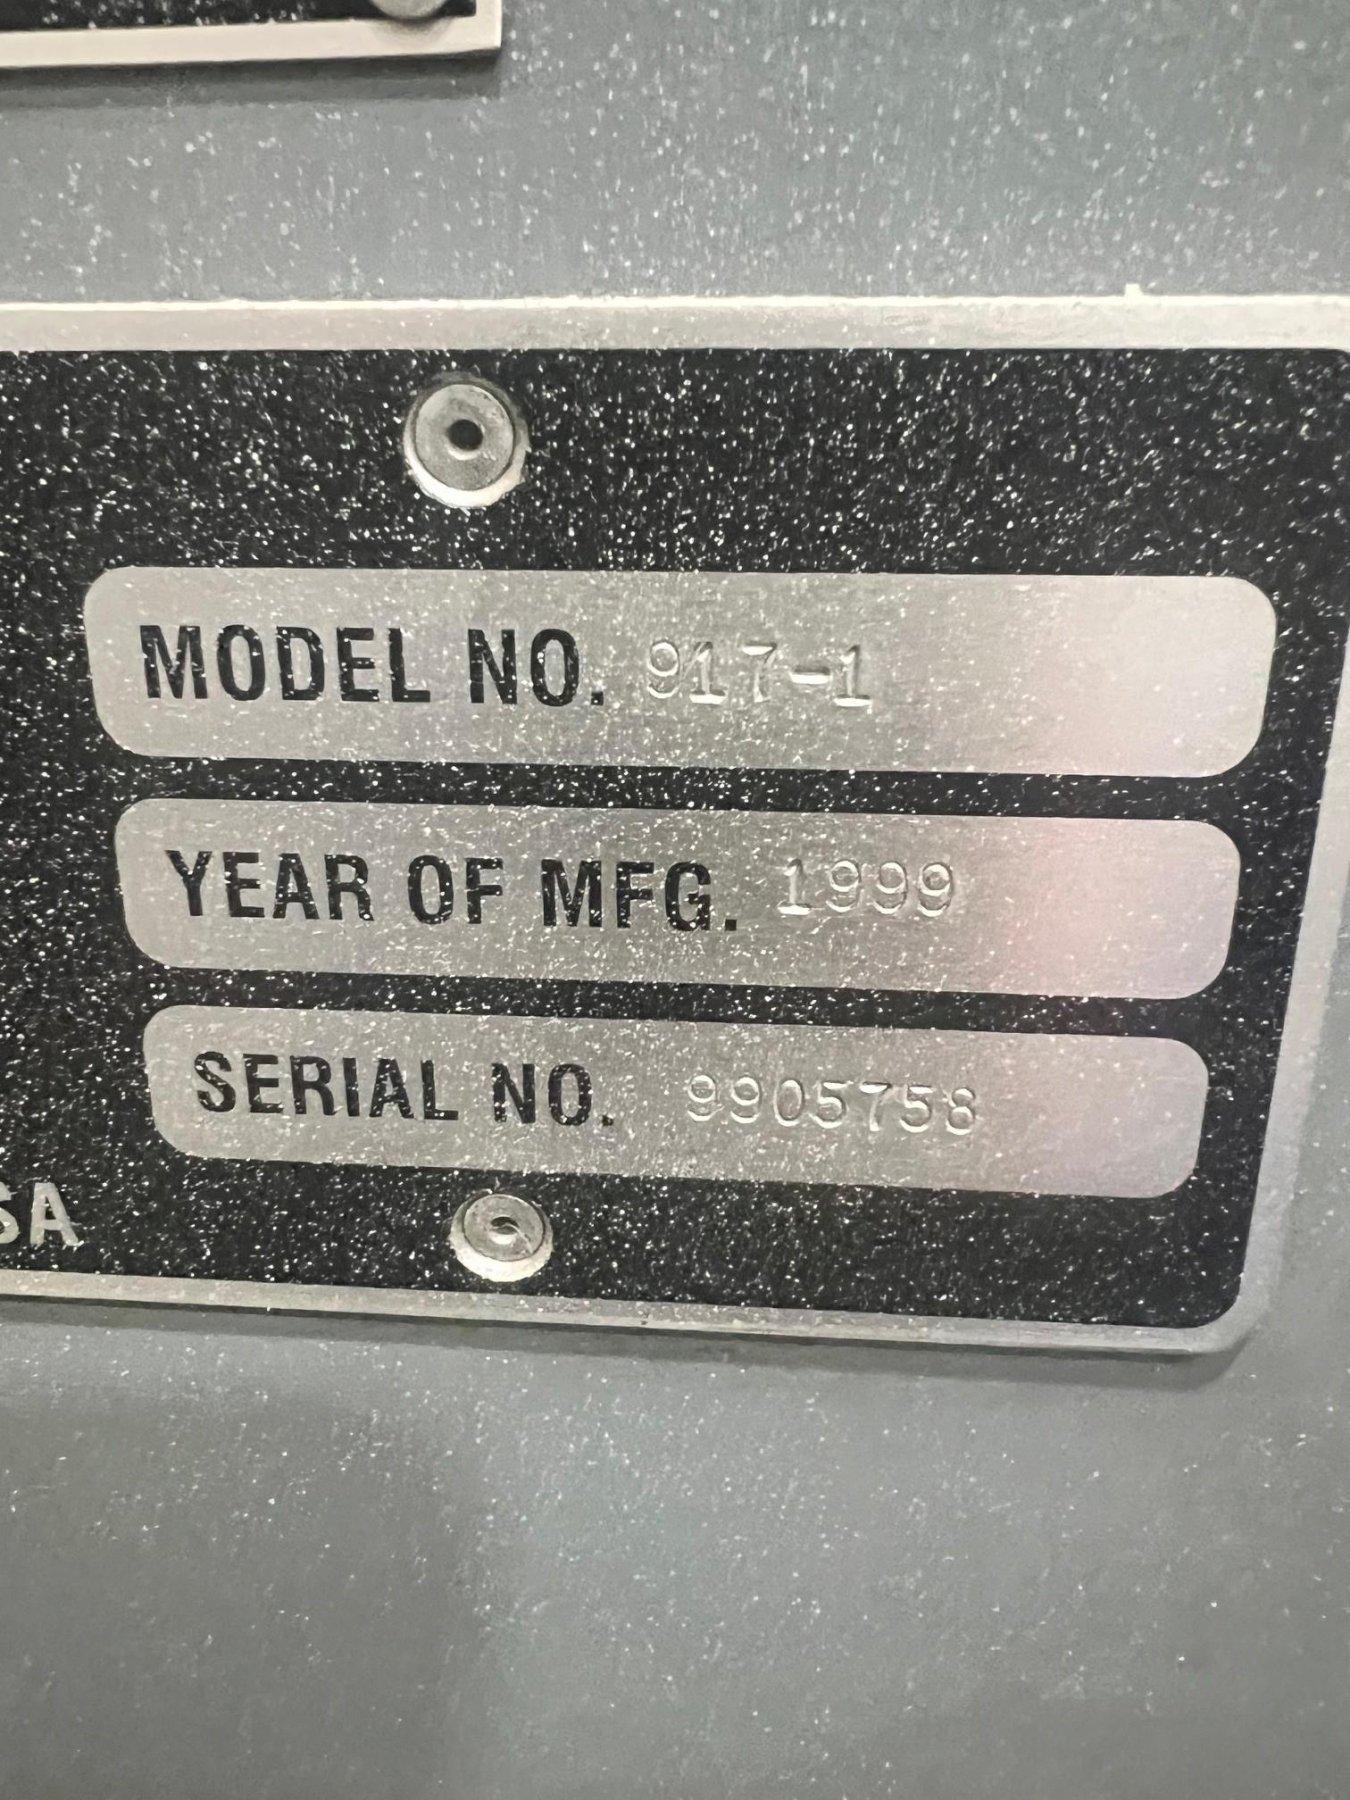 MODEL NO. 917-1
YEAR OF MFG. 1999
SERIAL NO. 9905758
SA